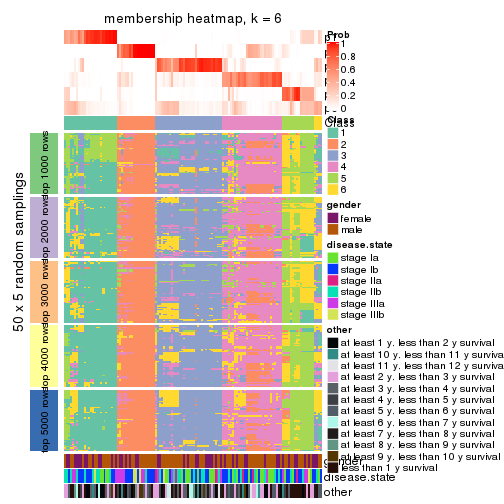 membership heatmap, k = 6
50 x 5 random samplings
top 1000 rows
top 2000 rows
top 3000 rows
top 4000 rows
top 5000 rows
Prob
1
0.8
0.6
0.4
0.2
0
Class
Class
1
2
3
4
5
6
gender
female
male
disease.state
stage Ia
stage Ib
stage IIa
stage IIb
stage IIIa
stage IIIb
other
at least 1 y. less than 2 y survival
at least 10 y. less than 11 y survival
at least 11 y. less than 12 y survival
at least 2 y. less than 3 y survival
at least 3 y. less than 4 y survival
at least 4 y. less than 5 y survival
at least 5 y. less than 6 y survival
at least 6 y. less than 7 y survival
at least 7 y. less than 8 y survival
at least 8 y. less than 9 y survival
at least 9 y. less than 10 y survival
less than 1 y survival
gender
disease.state
other